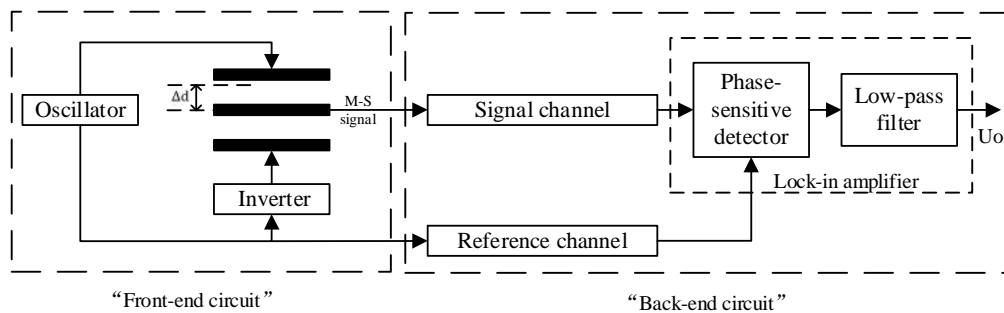 Oscillator
Δd
M-S
signal
Inverter
Signal channel
Reference channel
Phase-
sensitive
detector
Low-pass
filter
Uo
Lock-in amplifier
“Front-end circuit”
“Back-end circuit”